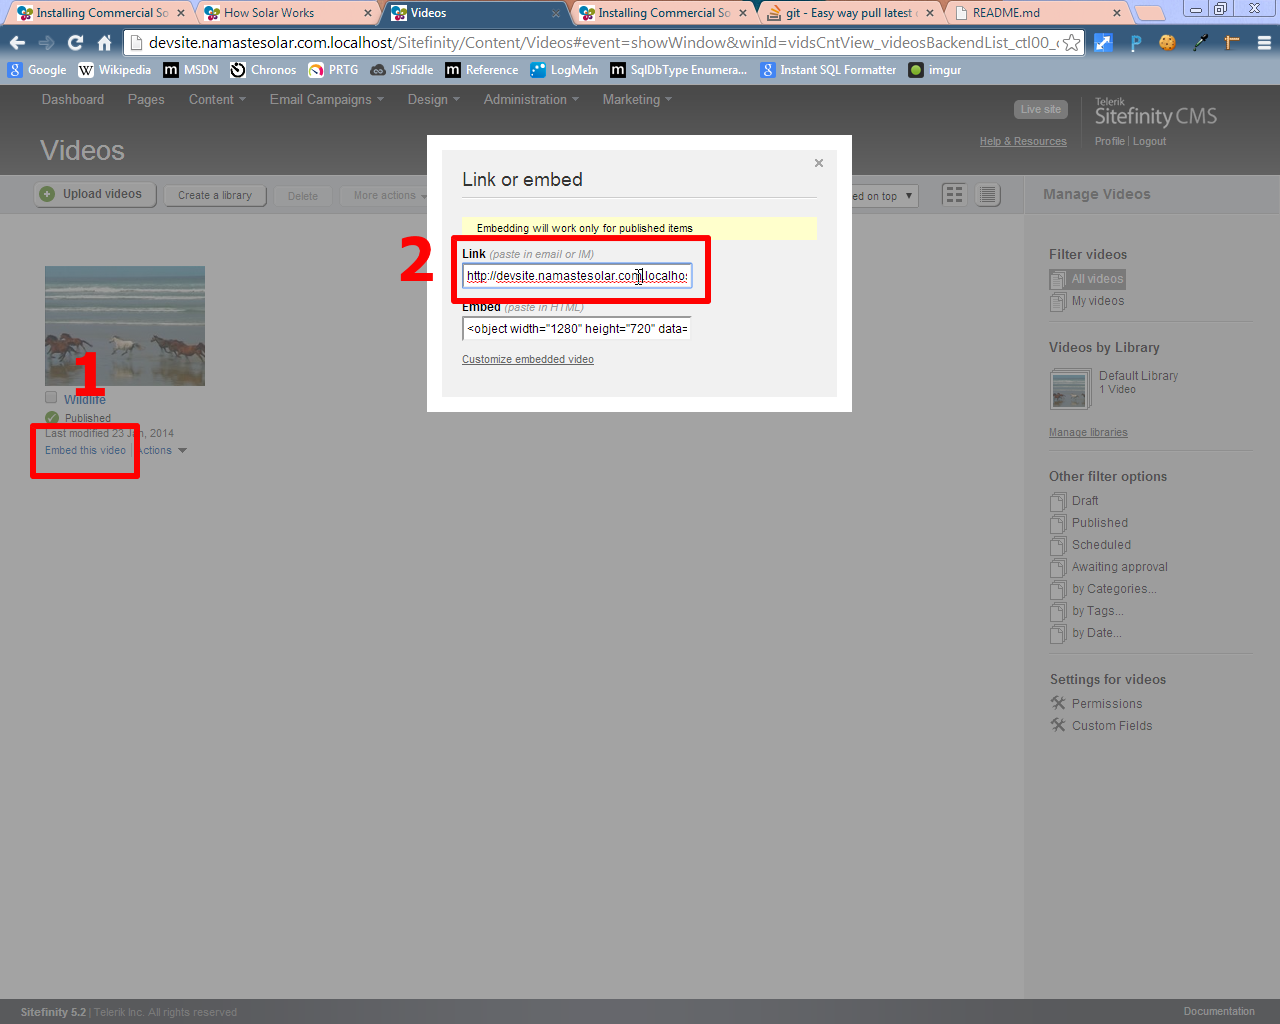 Installing Commercial So
How Solar Works
Videos
Installing Commercial So
git - Easy way pull latest
README.md
devsite.namastesolar.com.localhost/Sitefinity/Content/Videos#event=showWindow&winId=vidsCntView_videosBackendList_ctl00_
Google
Wikipedia
MSDN
Chronos
PRTG
JSFiddle
Reference
LogMeIn
SqlDbType Enumera...
Instant SQL Formatter
imgur
Dashboard
Pages
Content
Email Campaigns
Design
Administration
Marketing
Live site
Telerik
Sitefinity CMS
Help & Resources
Profile | Logout
Videos
Upload videos
Create a library
Delete
More actions
ed on top
Manage Videos
Link or embed
Embedding will work only for published items
2
Link (paste in email or IM)
http://devsite.namastesolar.com.localhos
Embed (paste in HTML)
<object width="1280" height="720" data=
Customize embedded video
1
Wildlife
Published
Last modified 23 Jan, 2014
Embed this video | Actions
Filter videos
All videos
My videos
Videos by Library
Default Library
1 Video
Manage libraries
Other filter options
Draft
Published
Scheduled
Awaiting approval
by Categories...
by Tags...
by Date...
Settings for videos
Permissions
Custom Fields
Sitefinity 5.2 | Telerik Inc. All rights reserved
Documentation